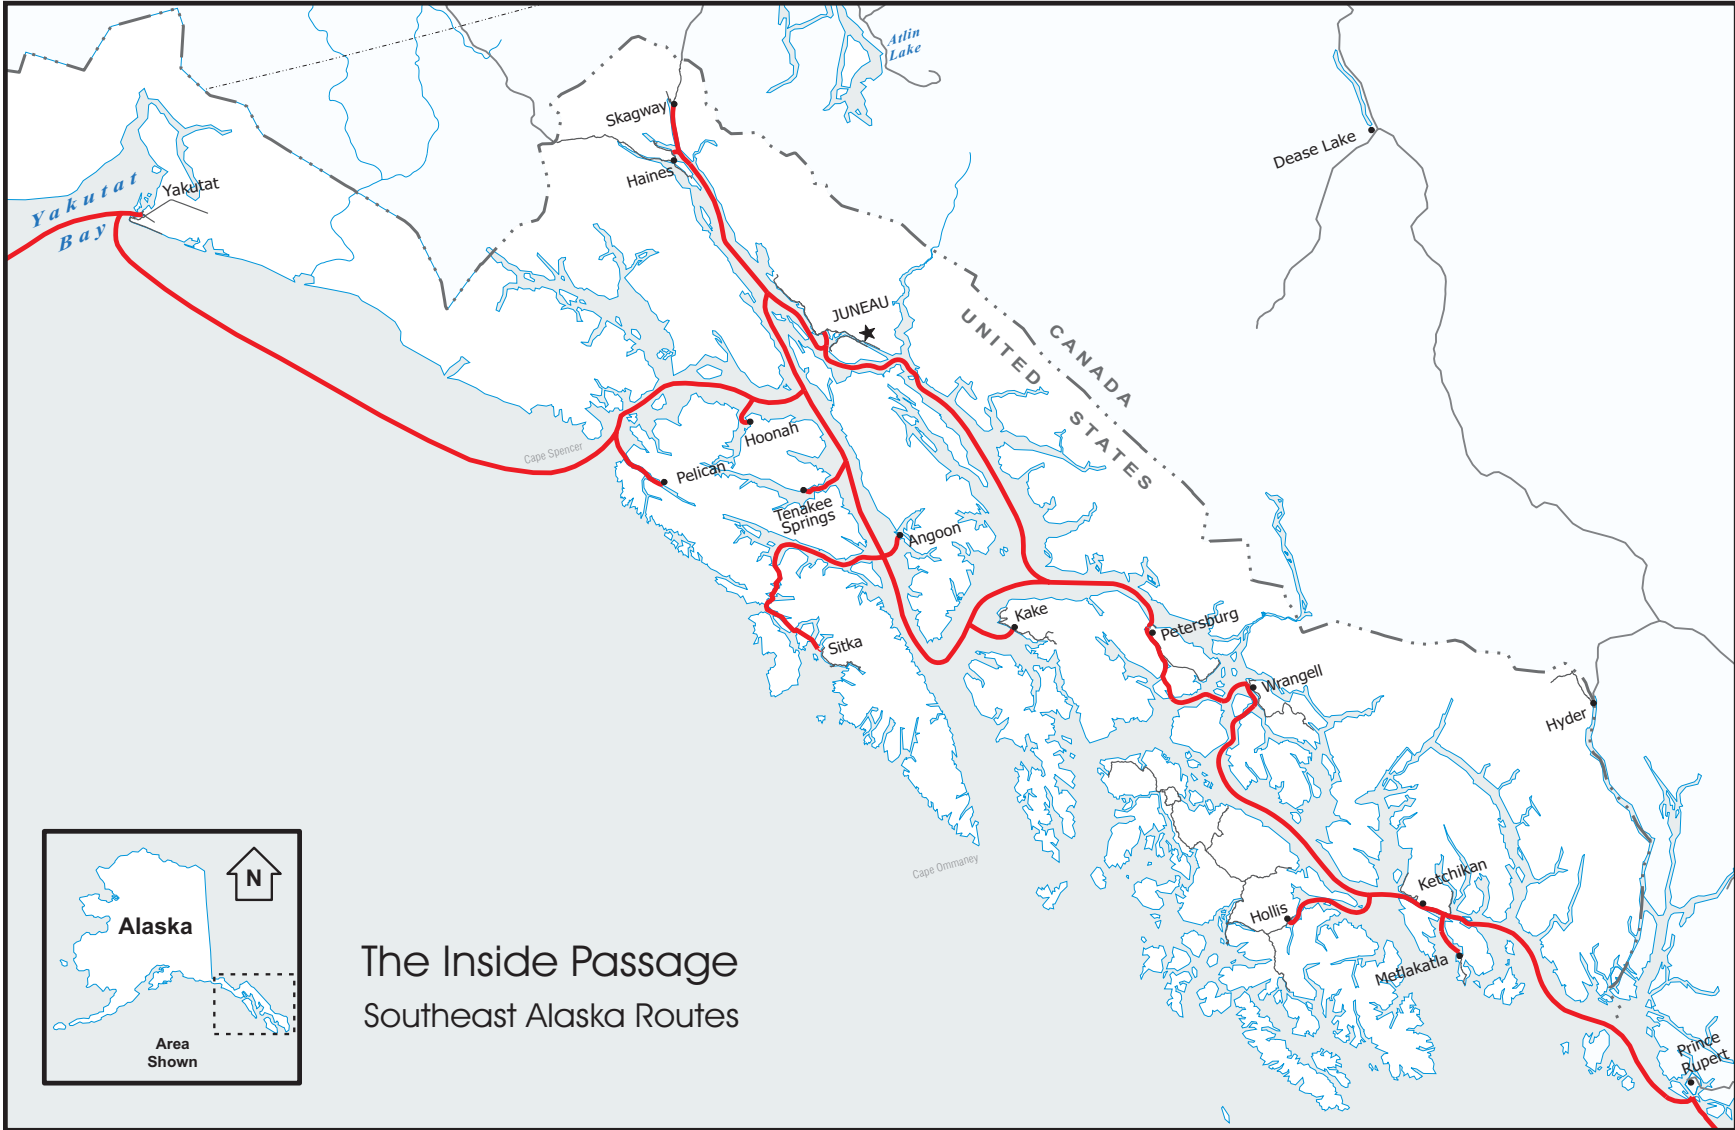 Atlin
Lake
Skagway
Dease Lake
Haines
Yakutat
Yakutat
Bay
JUNEAU
CANADA
UNITED STATES
Hoonah
Cape Spencer
Pelican
Tenakee
Springs
Angoon
Kake
Petersburg
Sitka
Wrangell
Hyder
Cape Ommaney
Ketchikan
Hollis
Metlakatla
Prince
Rupert
N
Alaska
Area
Shown
The Inside Passage
Southeast Alaska Routes